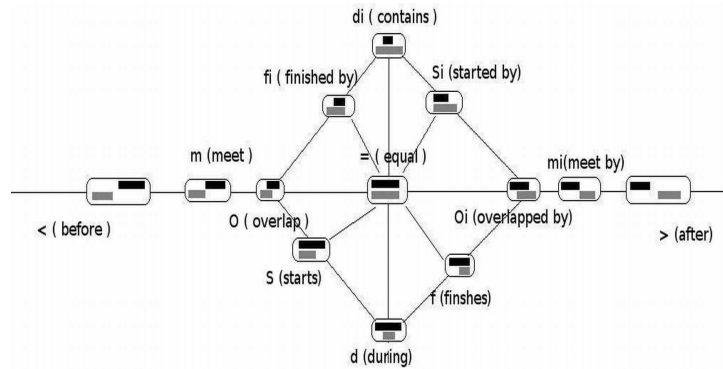 di ( contains )
fi ( finished by)
Si (started by)
m (meet )
= ( equal )
mi(meet by)
< ( before )
O ( overlap )
Oi (overlapped by)
> (after)
S (starts)
f (finshes)
d (during)